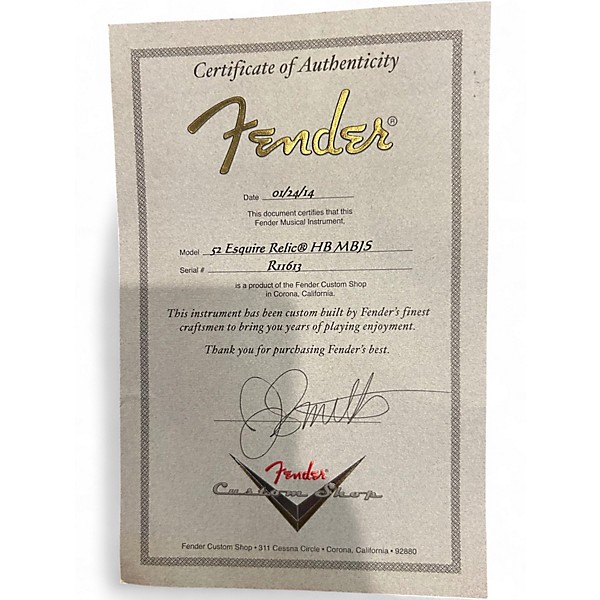 Certificate of Authenticity
Fender®
Date 01/24/14
This document certifies that this
Fender Musical Instrument,
Model 52 Esquire Relic® HB MBJS
Serial # R11613
is a product of the Fender Custom Shop
in Corona, California.
This instrument has been custom built by Fender's finest
craftsmen to bring you years of playing enjoyment.
Thank you for purchasing Fender's best.
Fender®
Custom Shop
Fender Custom Shop • 311 Cessna Circle • Corona, California • 92880